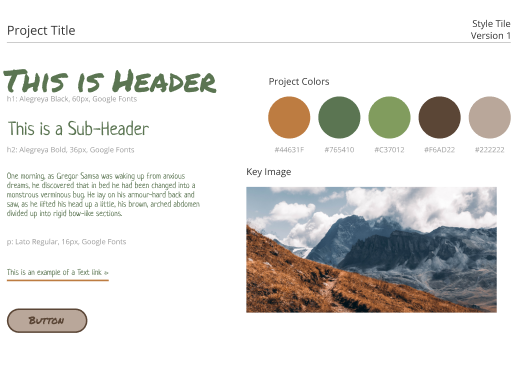 Project Title
Style Tile
Version 1
This is Header
h1: Alegreya Black, 60px, Google Fonts
This is a Sub-Header
h2: Alegreya Bold, 36px, Google Fonts
One morning, as Gregor Samsa was waking up from anxious
dreams, he discovered that in bed he had been changed into a
monstrous verminous bug. He lay on his armour-hard back and
saw, as he lifted his head up a little, his brown, arched abdomen
divided up into rigid bow-like sections.
p: Lato Regular, 16px, Google Fonts
This is an example of a Text link »
Button
Project Colors
#44631F
#765410
#C37012
#F6AD22
#222222
Key Image